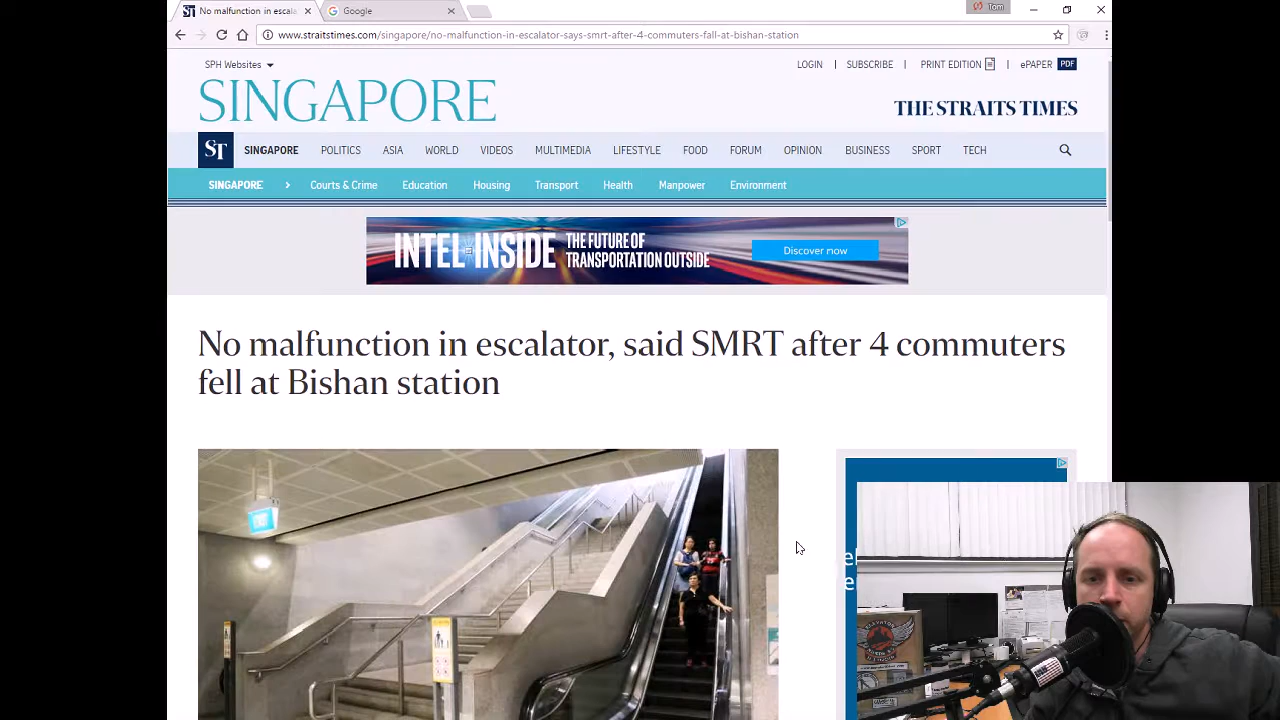 No malfunction in escala
Google
Tom
www.straitstimes.com/singapore/no-malfunction-in-escalator-says-smrt-after-4-commuters-fall-at-bishan-station
SPH Websites
LOGIN | SUBSCRIBE | PRINT EDITION | ePAPER PDF
SINGAPORE
THE STRAITS TIMES
ST SINGAPORE POLITICS ASIA WORLD VIDEOS MULTIMEDIA LIFESTYLE FOOD FORUM OPINION BUSINESS SPORT TECH
SINGAPORE > Courts & Crime Education Housing Transport Health Manpower Environment
INTEL INSIDE
THE FUTURE OF
TRANSPORTATION OUTSIDE
Discover now
No malfunction in escalator, said SMRT after 4 commuters
fell at Bishan station